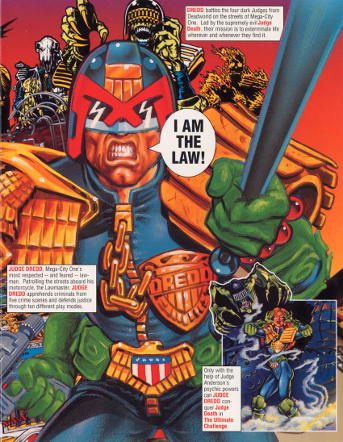 DREDD battles the four dark Judges from
Deadworld on the streets of Mega-City
One. Led by the supremely evil Judge
Death, their mission is to exterminate life
wherever and whenever they find it.
I AM
THE
LAW!
DREDD
JUDGE DREDD, Mega-City One's
most respected – and feared – law-
man. Patrolling the streets aboard his
motorcycle, the Lawmaster, JUDGE
DREDD apprehends criminals from
five crime scenes and defends justice
through ten different play modes.
JUDGE
Only with the
help of Judge
Anderson's
psychic powers
can JUDGE
DREDD con-
quer Judge
Death in
The Ultimate
Challenge.